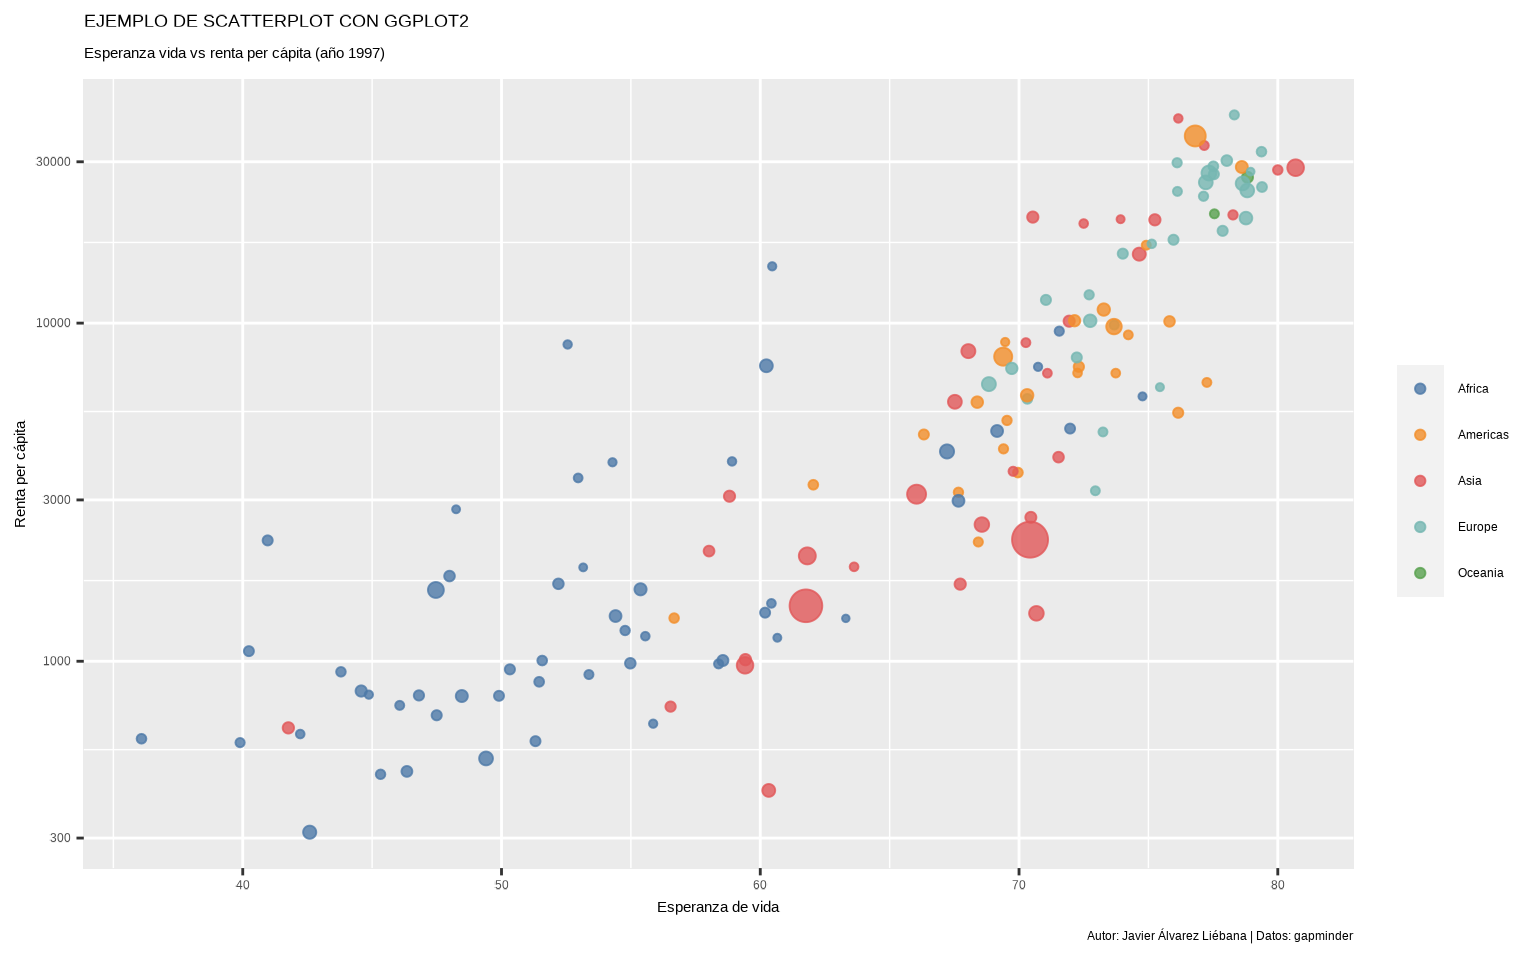 EJEMPLO DE SCATTERPLOT CON GGPLOT2
Esperanza vida vs renta per cápita (año 1997)
Renta per cápita
30000
10000
3000
1000
300
40 50 60 70 80
Esperanza de vida
Africa
Americas
Asia
Europe
Oceania
Autor: Javier Álvarez Liébana | Datos: gapminder